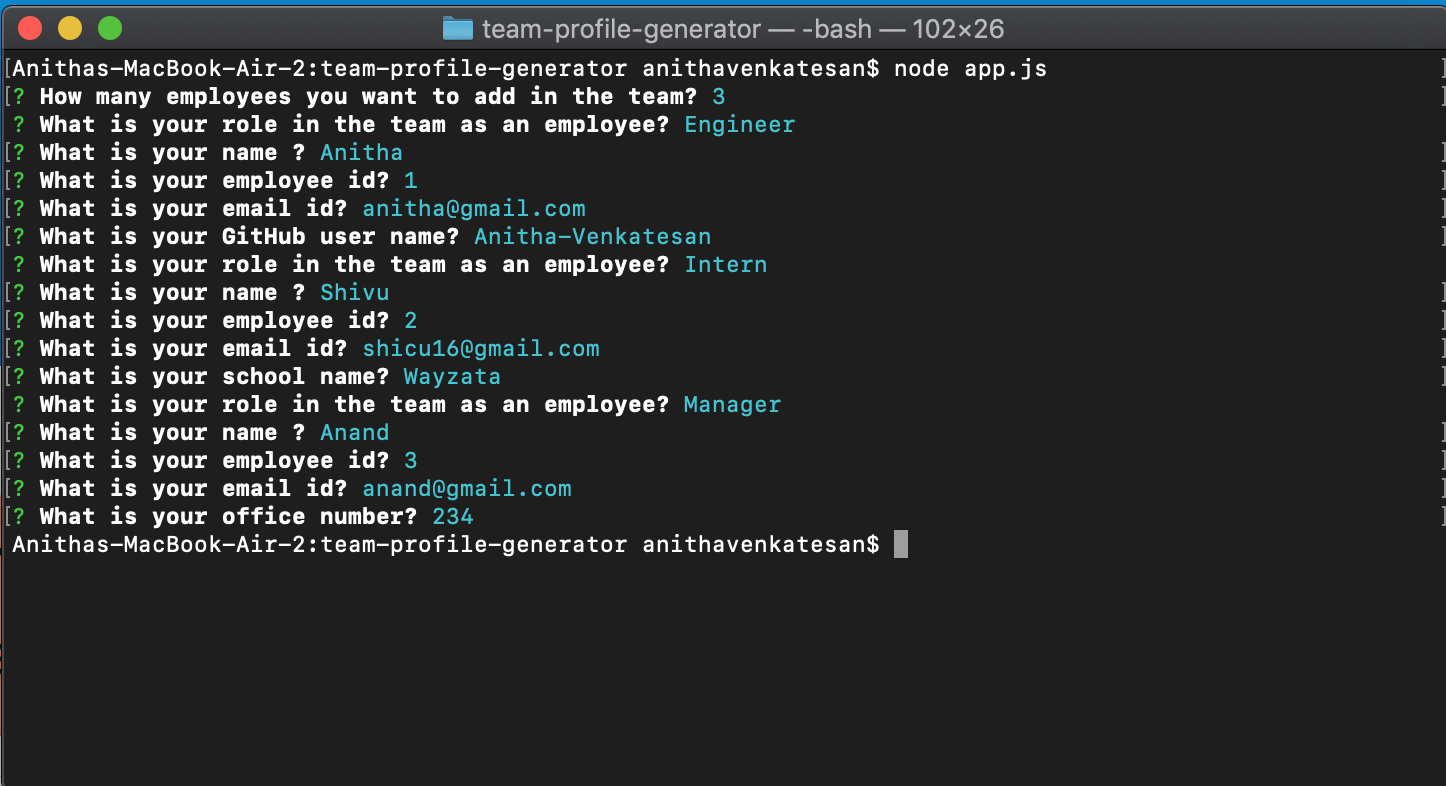 team-profile-generator — -bash — 102×26
[Anithas-MacBook-Air-2:team-profile-generator anithavenkatesan$ node app.js ]
[? How many employees you want to add in the team? 3 ]
? What is your role in the team as an employee? Engineer
[? What is your name ? Anitha ]
[? What is your employee id? 1 ]
[? What is your email id? anitha@gmail.com ]
[? What is your GitHub user name? Anitha-Venkatesan ]
? What is your role in the team as an employee? Intern
[? What is your name ? Shivu ]
[? What is your employee id? 2 ]
[? What is your email id? shicu16@gmail.com ]
[? What is your school name? Wayzata ]
? What is your role in the team as an employee? Manager
[? What is your name ? Anand ]
[? What is your employee id? 3 ]
[? What is your email id? anand@gmail.com ]
[? What is your office number? 234 ]
Anithas-MacBook-Air-2:team-profile-generator anithavenkatesan$